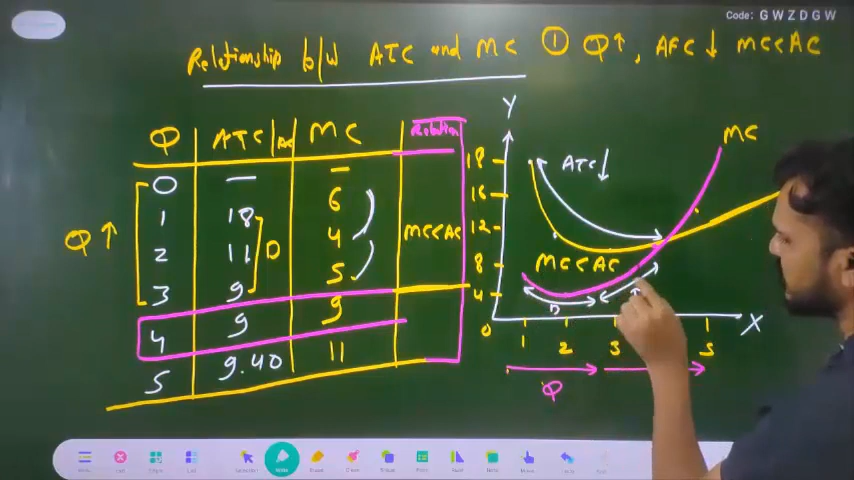 Code: GWZDGW
Relationship b/w ATC and MC ① Q↑, AFC↓ MC<AC
Q ATC/AC MC Relation
0 — —
1 18 6
2 11 4
3 9 5
4 9 9
5 9.40 11
Q↑
D
MC<AC
Y
18
16
12
8
4
0
1 2 3 5
X
Q
ATC↓
MC<AC
D
MC